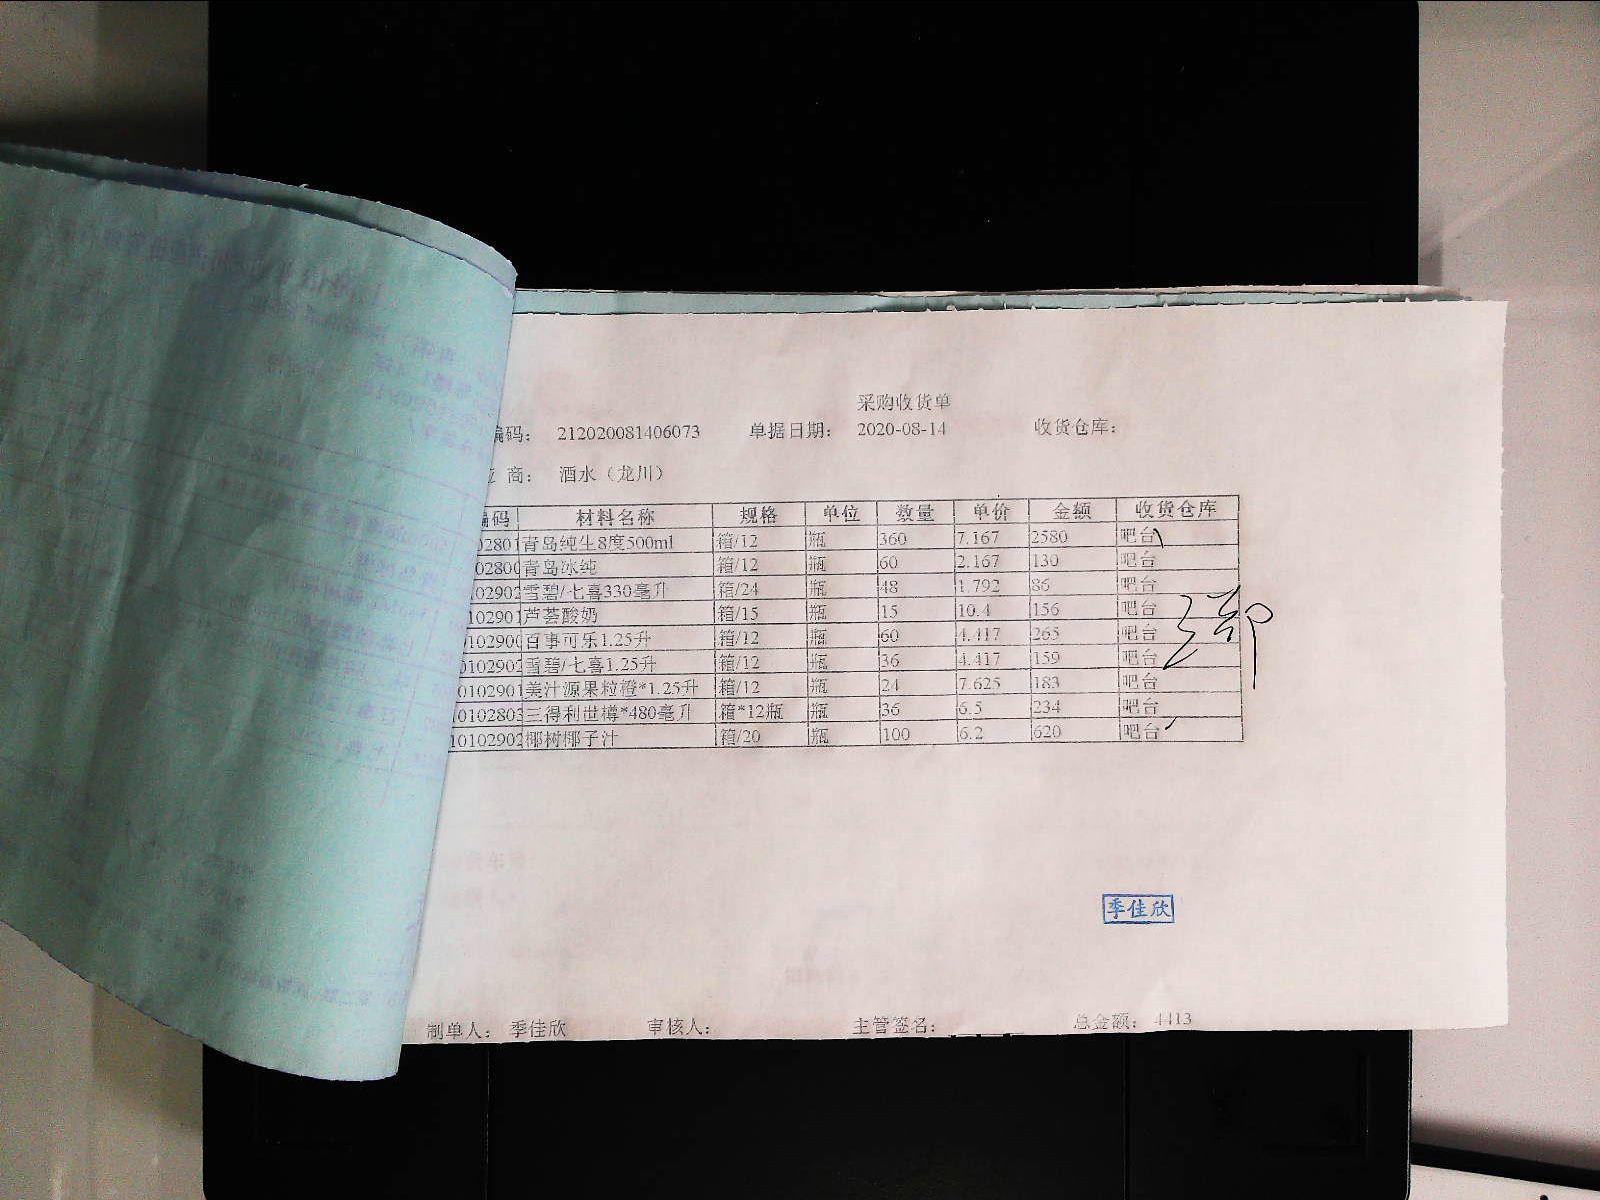 采购收货单
编码： 212020081406073 单据日期： 2020-08-14 收货仓库：
应 商： 酒水（龙川）
编码 材料名称 规格 单位 数量 单价 金额 收货仓库
02801 青岛纯生8度500ml 箱/12 瓶 360 7.167 2580 吧台
02800 青岛冰纯 箱/12 瓶 60 2.167 130 吧台
102902 雪碧/七喜330毫升 箱/24 瓶 48 1.792 86 吧台
102901 芦荟酸奶 箱/15 瓶 15 10.4 156 吧台
0102900 百事可乐1.25升 箱/12 瓶 60 4.417 265 吧台
0102902 雪碧/七喜1.25升 箱/12 瓶 36 4.417 159 吧台
0102901 美汁源果粒橙*1.25升 箱/12 瓶 24 7.625 183 吧台
10102803 三得利世樽*480毫升 箱*12瓶 瓶 36 6.5 234 吧台
10102902 椰树椰子汁 箱/20 瓶 100 6.2 620 吧台
季佳欣
制单人： 季佳欣 审核人： 主管签名： 总金额： 4413